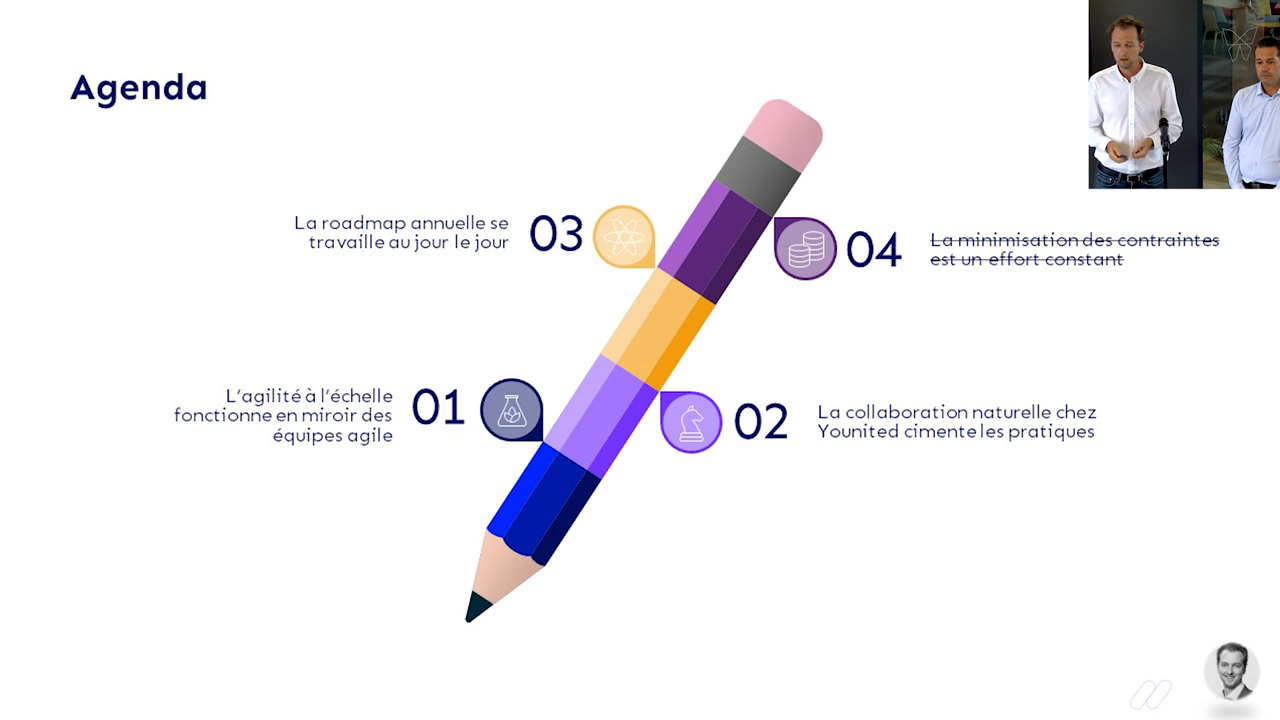 Agenda
La roadmap annuelle se
travaille au jour le jour
03
04
La minimisation des contraintes
est un effort constant
L'agilité à l'échelle
fonctionne en miroir des
équipes agile
01
02
La collaboration naturelle chez
Younited cimente les pratiques